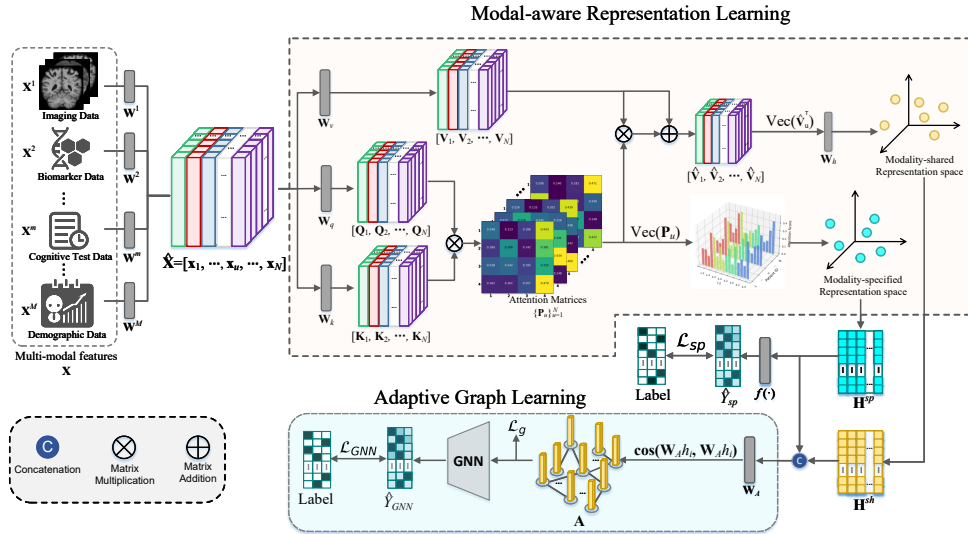 Modal-aware Representation Learning
X¹
Imaging Data
W¹
X²
Biomarker Data
W²
Xᵐ
Cognitive Test Data
Wᵐ
Xᴹ
Demographic Data
Wᴹ
Multi-modal features
X
X̂=[x₁, ···, xᵤ, ···, x_N]
W_v
[V₁, V₂, ···, V_N]
W_q
[Q₁, Q₂, ···, Q_N]
W_k
[K₁, K₂, ···, K_N]
Attention Matrices
{P_u}ᴺ_{u=1}
[V̂₁, V̂₂, ···, V̂_N]
Vec(V̂ᵤᵀ)
W_h
Modality-shared
Representation space
Vec(P_u)
Modality-specified
Representation space
Label
ℒ_sp
Ŷ_sp
f(·)
H^sp
Adaptive Graph Learning
Label
ℒ_GNN
Ŷ_GNN
GNN
ℒ_g
A
cos(W_A h_i, W_A h_i)
W_A
C
H^sh
C
Concatenation
Matrix
Multiplication
Matrix
Addition